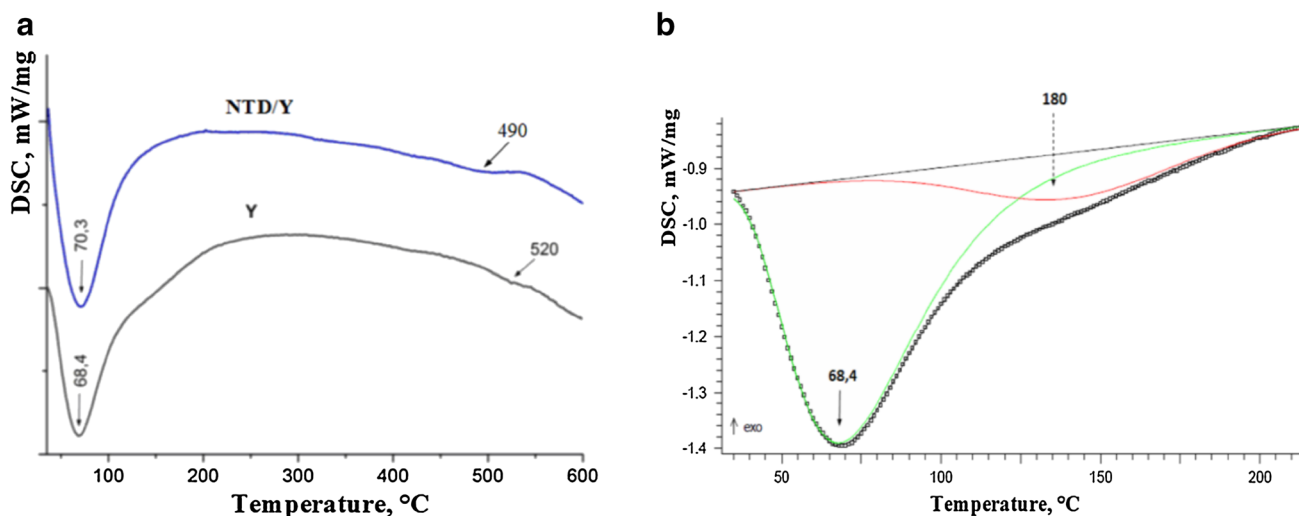 a
DSC, mW/mg
NTD/Y
490
70,3
Y
520
68,4
100
200
300
400
500
600
Temperature, °C
b
DSC, mW/mg
180
-0.9
-1.0
-1.1
-1.2
-1.3
-1.4
68,4
↑ exo
50
100
150
200
Temperature, °C